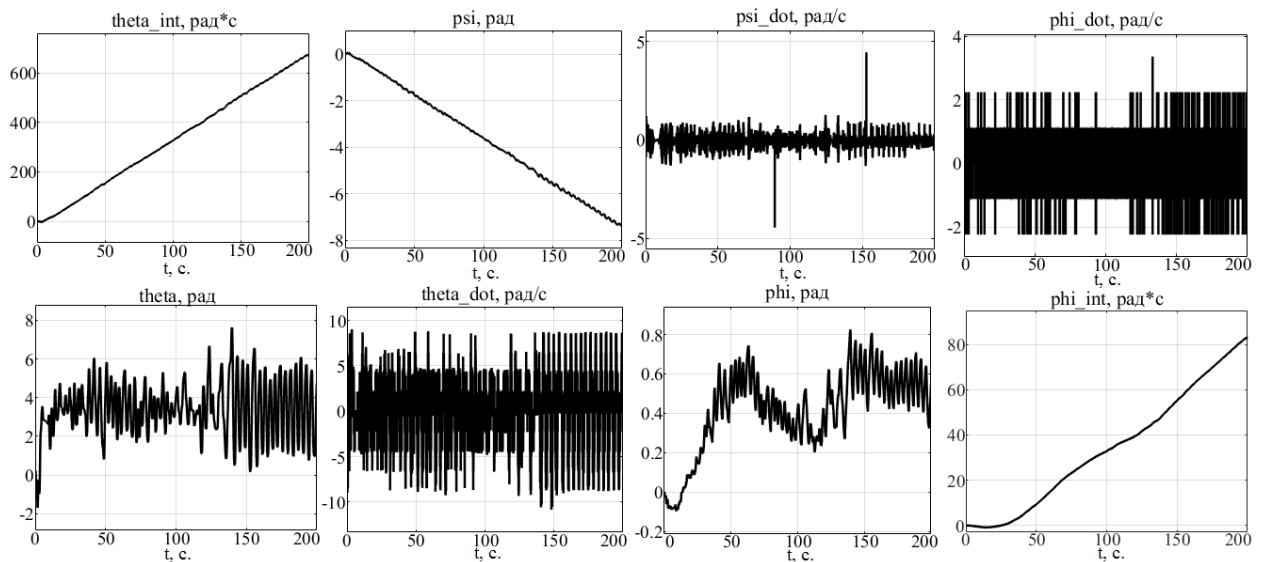 theta_int, рад*с
600
400
200
0
0 50 100 150 200
t, с.
psi, рад
0
-2
-4
-6
-8
0 50 100 150 200
t, с.
psi_dot, рад/с
5
0
-5
0 50 100 150 200
t, с.
phi_dot, рад/с
4
2
0
-2
0 50 100 150 200
t, с.
theta, рад
8
6
4
2
0
-2
0 50 100 150 200
t, с.
theta_dot, рад/с
10
5
0
-5
-10
0 50 100 150 200
t, с.
phi, рад
0.8
0.6
0.4
0.2
0
-0.2
0 50 100 150 200
t, с.
phi_int, рад*с
80
60
40
20
0
0 50 100 150 200
t, с.